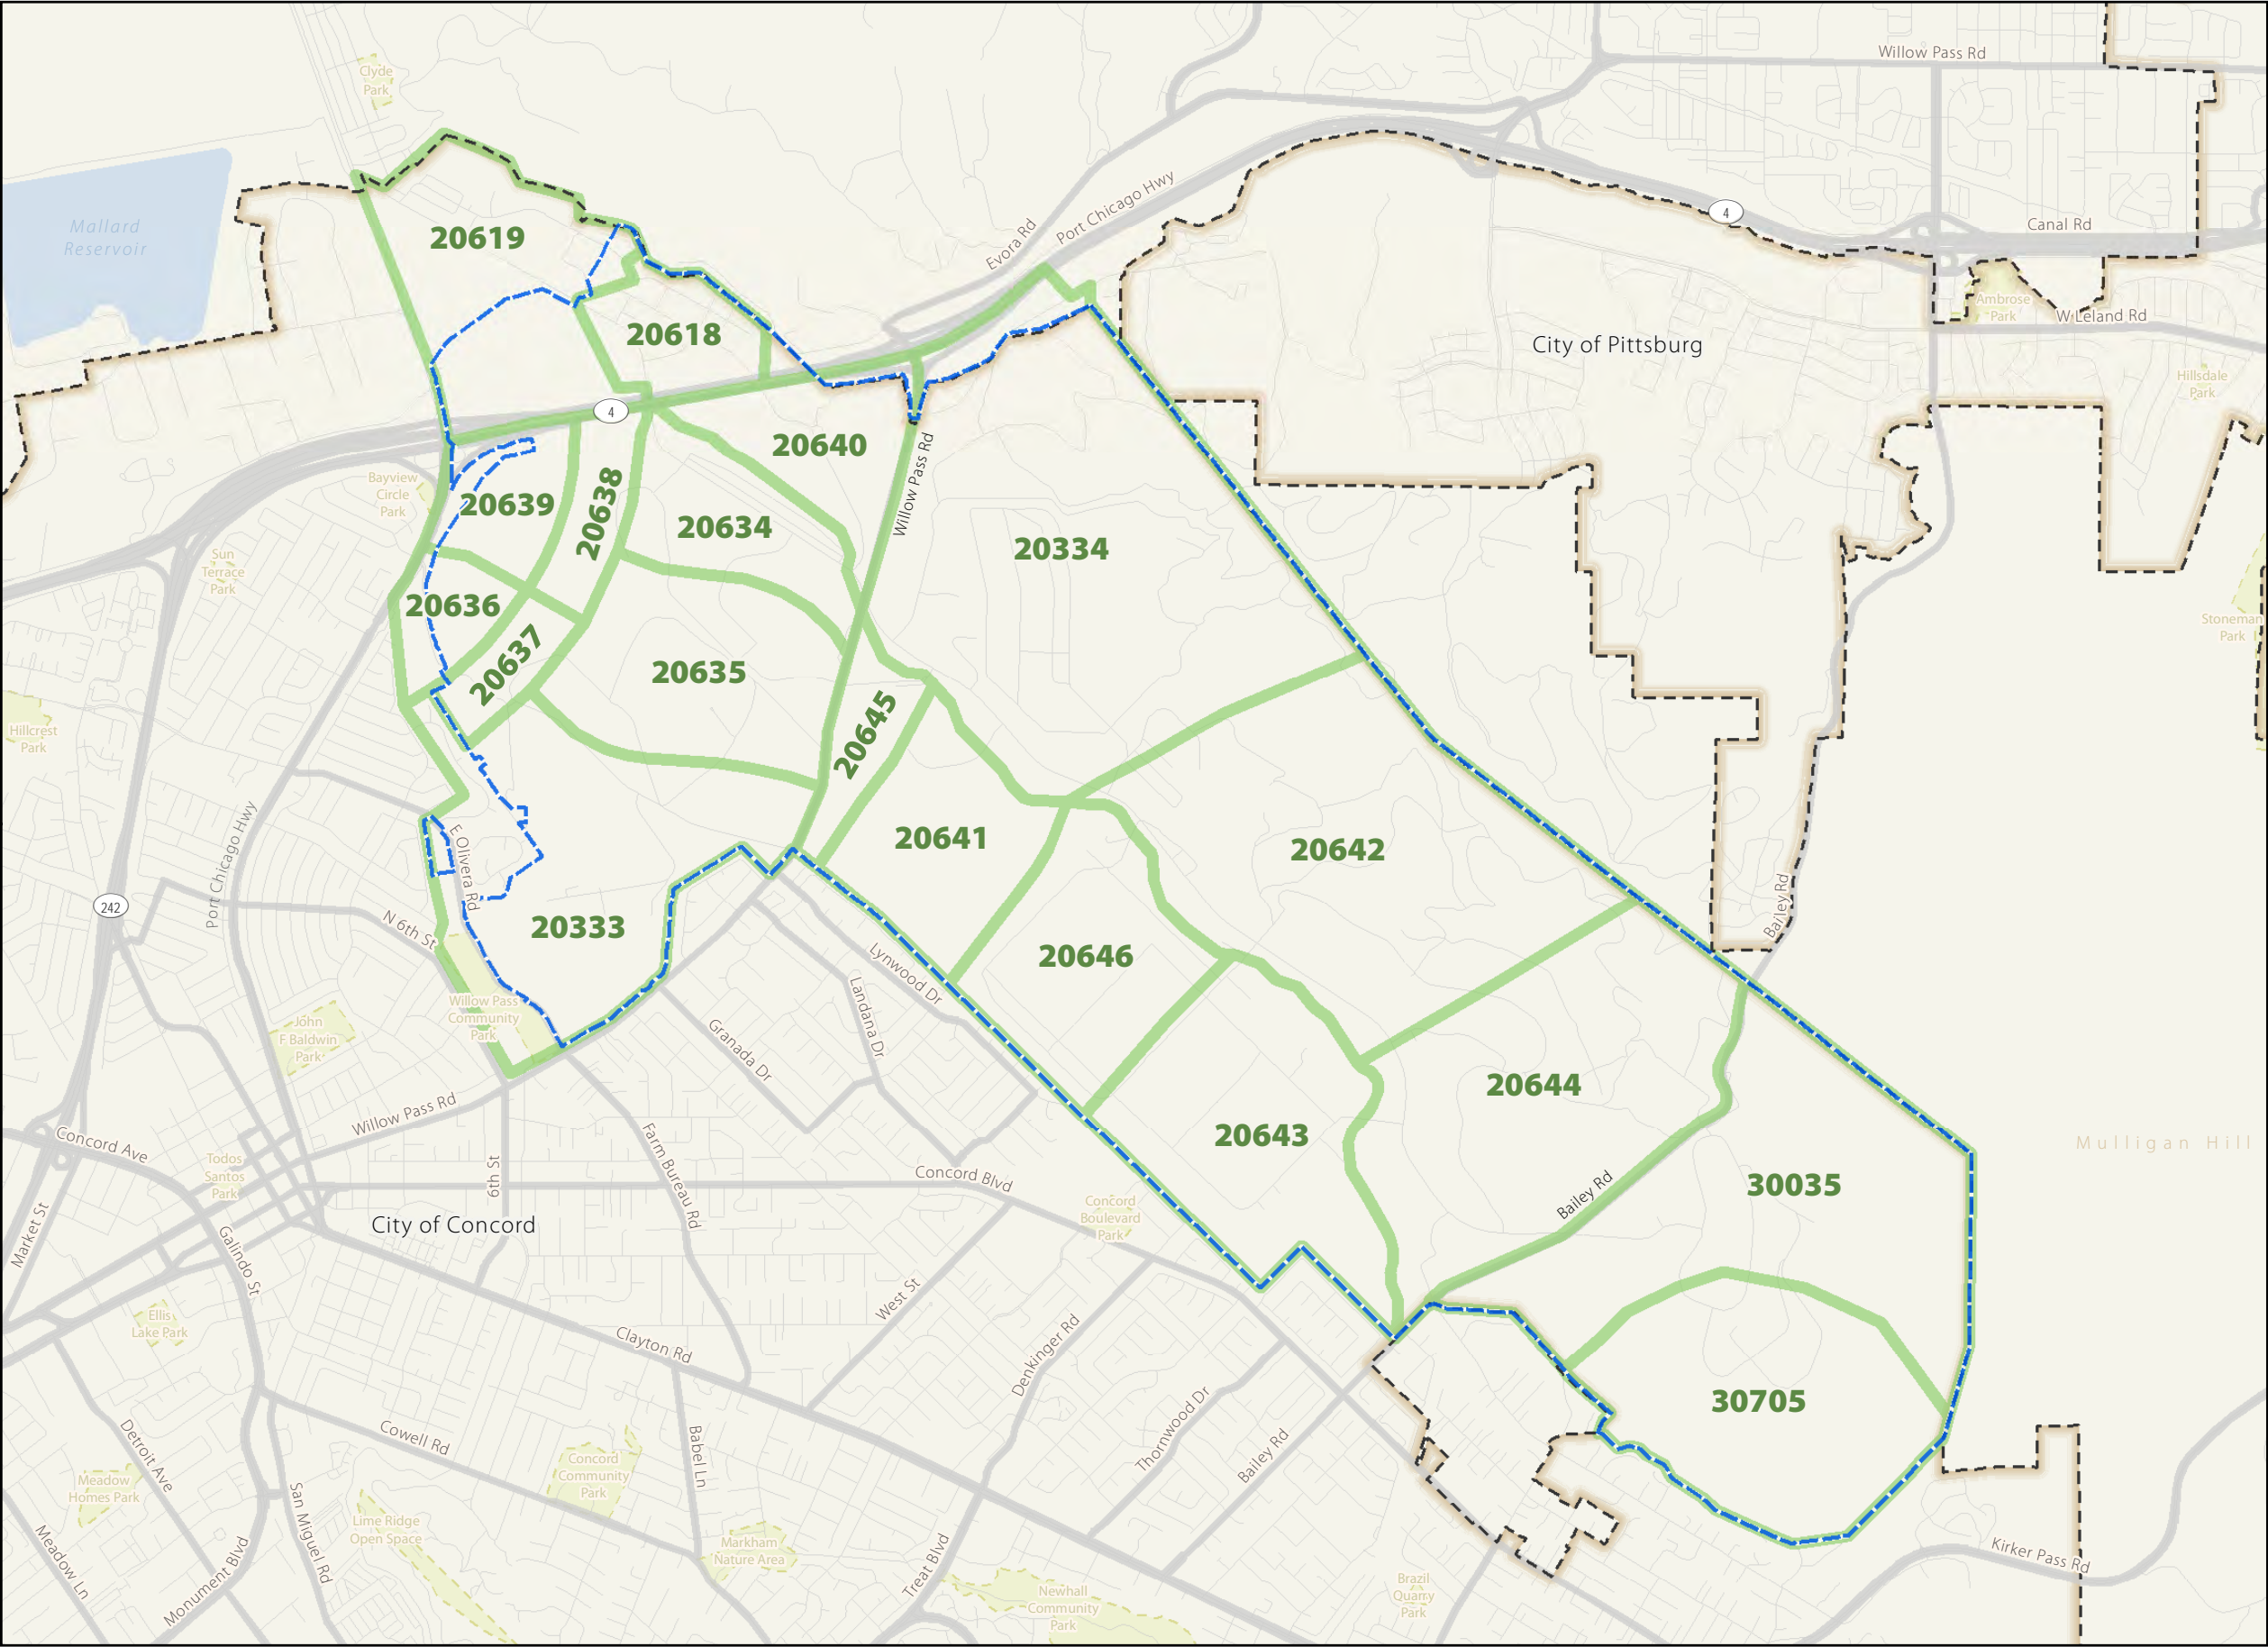 Willow Pass Rd
Clyde
Park
Port Chicago Hwy
4
Canal Rd
Mallard
Reservoir
20619
Evora Rd
Ambrose
Park
W Leland Rd
20618
City of Pittsburg
Hillsdale
Park
4
20640
Willow Pass Rd
Bayview
Circle
Park
20639
20638
20634
20334
Sun
Terrace
Park
20636
Stoneman
Park
20637
20635
20645
Hillcrest
Park
Port Chicago Hwy
E Olivera Rd
20641
20642
Bailey Rd
242
N 6th St
20333
20646
Lynwood Dr
Willow Pass
Community
Park
Landana Dr
John
F Baldwin
Park
Granada Dr
20644
Willow Pass Rd
20643
Mulligan Hill
Concord Ave
Todos
Santos
Park
6th St
Farm Bureau Rd
Concord Blvd
Bailey Rd
30035
Concord
Boulevard
Park
Market St
City of Concord
Galindo St
West St
Ellis
Lake Park
Clayton Rd
Denkinger Rd
30705
Thornwood Dr
Cowell Rd
Detroit Ave
Babel Ln
Bailey Rd
Concord
Community
Park
Meadow
Homes Park
San Miguel Rd
Lime Ridge
Open Space
Markham
Nature Area
Treat Blvd
Kirker Pass Rd
Meadow Ln
Monument Blvd
Newhall
Community
Park
Brazil
Quarry
Park